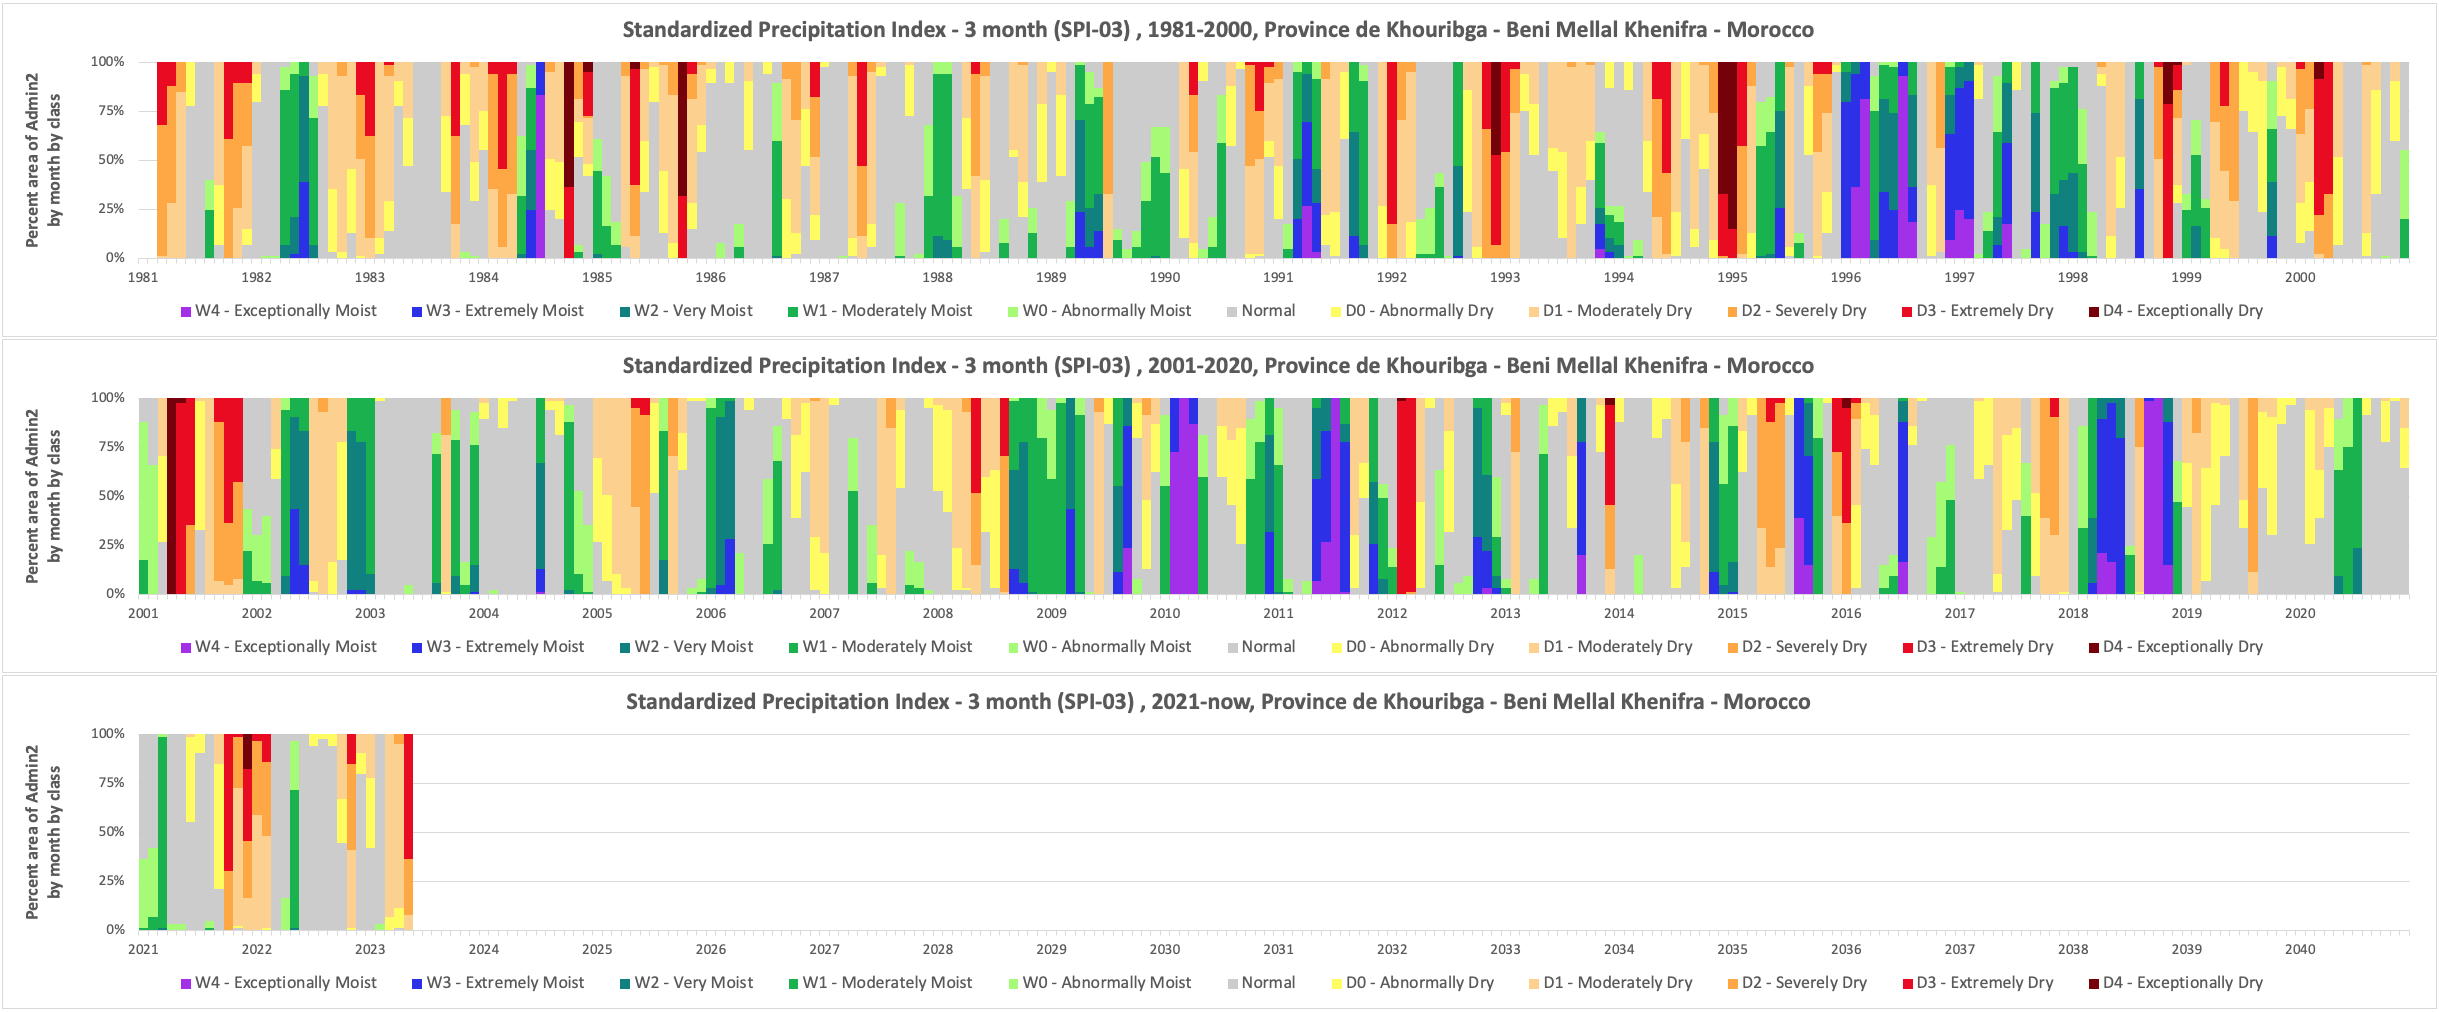 Standardized Precipitation Index - 3 month (SPI-03) , 1981-2000, Province de Khouribga - Beni Mellal Khenifra - Morocco
Percent area of Admin2
by month by class
100%
75%
50%
25%
0%
1981 1982 1983 1984 1985 1986 1987 1988 1989 1990 1991 1992 1993 1994 1995 1996 1997 1998 1999 2000
W4 - Exceptionally Moist W3 - Extremely Moist W2 - Very Moist W1 - Moderately Moist W0 - Abnormally Moist Normal D0 - Abnormally Dry D1 - Moderately Dry D2 - Severely Dry D3 - Extremely Dry D4 - Exceptionally Dry
Standardized Precipitation Index - 3 month (SPI-03) , 2001-2020, Province de Khouribga - Beni Mellal Khenifra - Morocco
Percent area of Admin2
by month by class
100%
75%
50%
25%
0%
2001 2002 2003 2004 2005 2006 2007 2008 2009 2010 2011 2012 2013 2014 2015 2016 2017 2018 2019 2020
W4 - Exceptionally Moist W3 - Extremely Moist W2 - Very Moist W1 - Moderately Moist W0 - Abnormally Moist Normal D0 - Abnormally Dry D1 - Moderately Dry D2 - Severely Dry D3 - Extremely Dry D4 - Exceptionally Dry
Standardized Precipitation Index - 3 month (SPI-03) , 2021-now, Province de Khouribga - Beni Mellal Khenifra - Morocco
Percent area of Admin2
by month by class
100%
75%
50%
25%
0%
2021 2022 2023 2024 2025 2026 2027 2028 2029 2030 2031 2032 2033 2034 2035 2036 2037 2038 2039 2040
W4 - Exceptionally Moist W3 - Extremely Moist W2 - Very Moist W1 - Moderately Moist W0 - Abnormally Moist Normal D0 - Abnormally Dry D1 - Moderately Dry D2 - Severely Dry D3 - Extremely Dry D4 - Exceptionally Dry